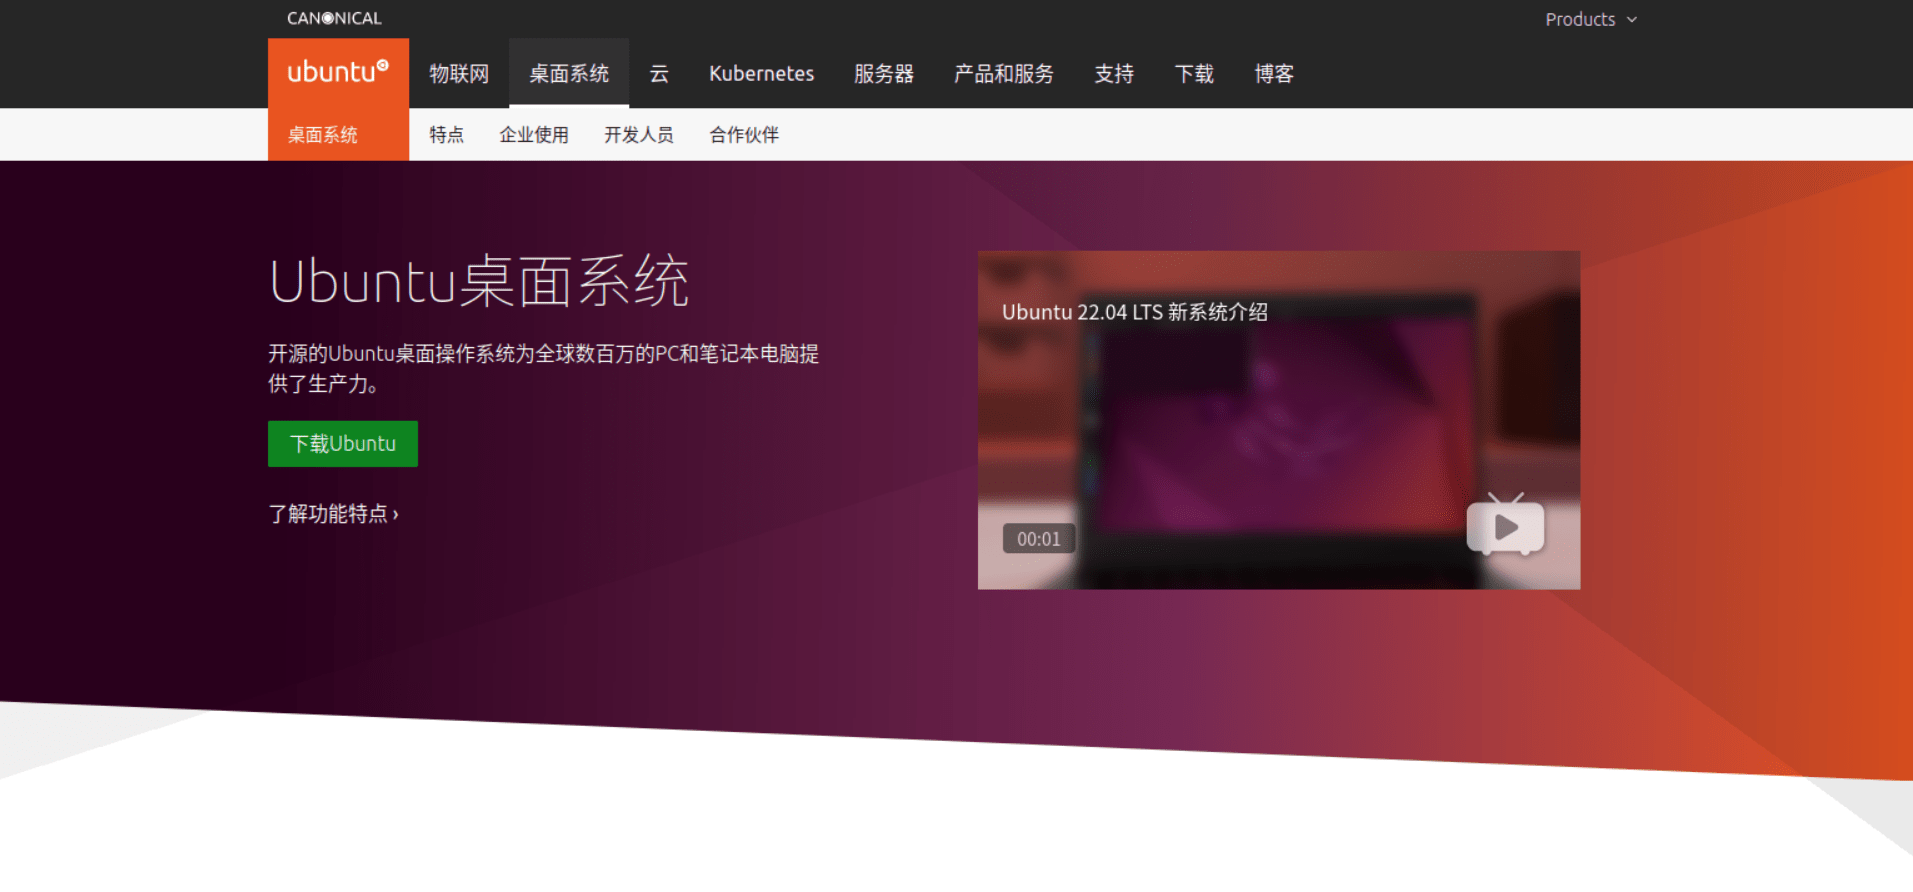 CANONICAL
Products
ubuntu
物联网
桌面系统
云
Kubernetes
服务器
产品和服务
支持
下载
博客
桌面系统
特点
企业使用
开发人员
合作伙伴
Ubuntu桌面系统
开源的Ubuntu桌面操作系统为全球数百万的PC和笔记本电脑提
供了生产力。
下载Ubuntu
了解功能特点 ›
Ubuntu 22.04 LTS 新系统介绍
00:01